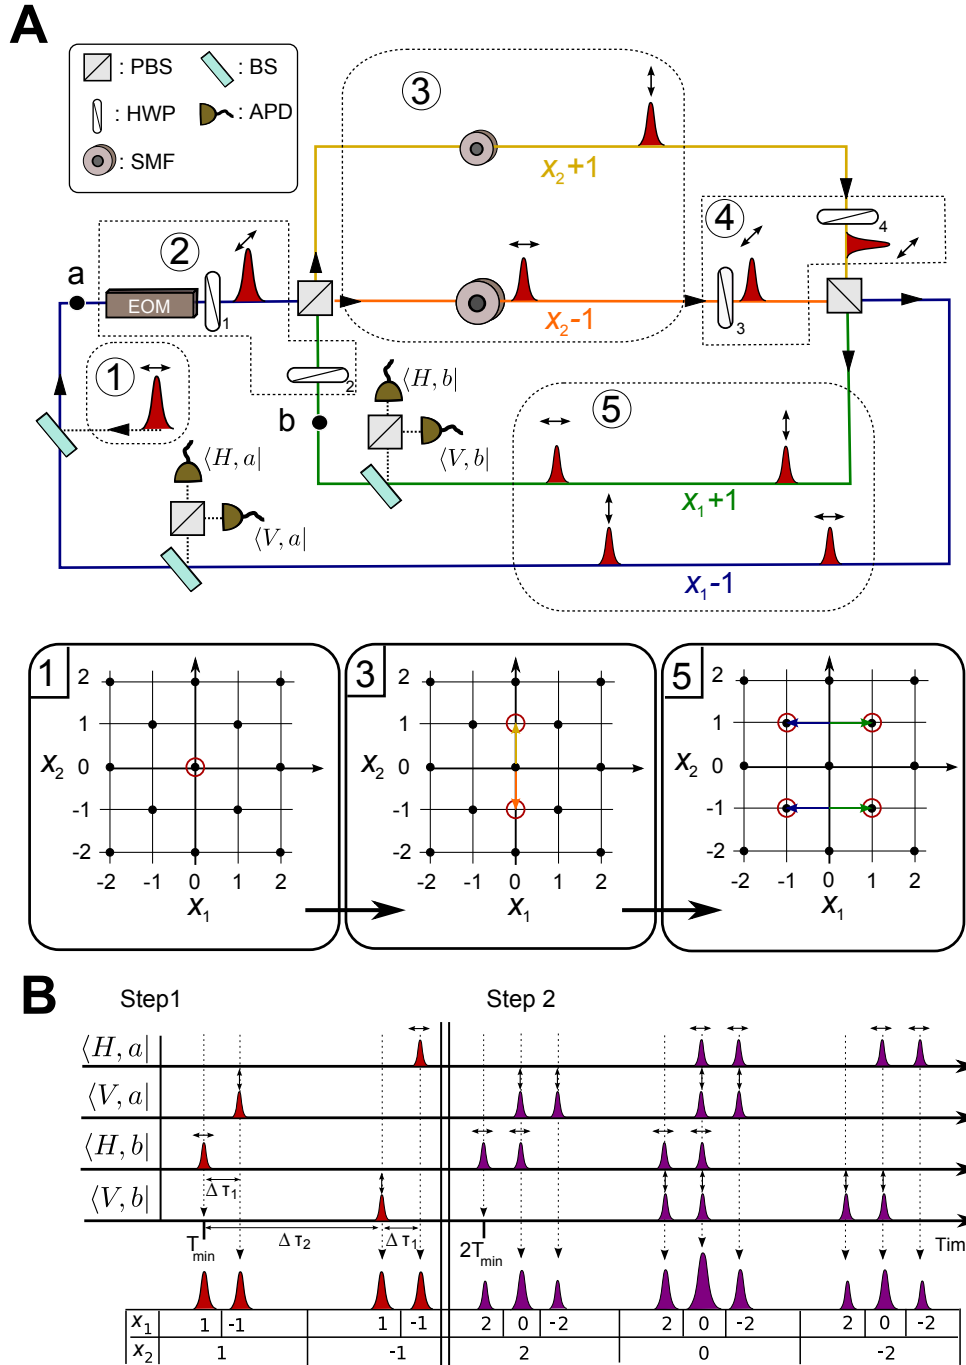 A
: PBS
: BS
: HWP
: APD
: SMF
3
x₂+1
4
4
2
a
EOM
1
x₂-1
3
1
2
⟨H, b|
5
b
⟨V, b|
⟨H, a|
⟨V, a|
x₁+1
x₁-1
1
2
1
x₂ 0
-1
-2
-2 -1 0 1 2
x₁
3
2
1
x₂ 0
-1
-2
-2 -1 0 1 2
x₁
5
2
1
x₂ 0
-1
-2
-2 -1 0 1 2
x₁
B
Step1 Step 2
⟨H, a|
⟨V, a|
⟨H, b|
Δ τ₁
⟨V, b|
Δ τ₂ Δ τ₁
Tmin 2Tmin Tim
x₁ 1 -1 1 -1 2 0 -2 2 0 -2 2 0 -2
x₂ 1 -1 2 0 -2